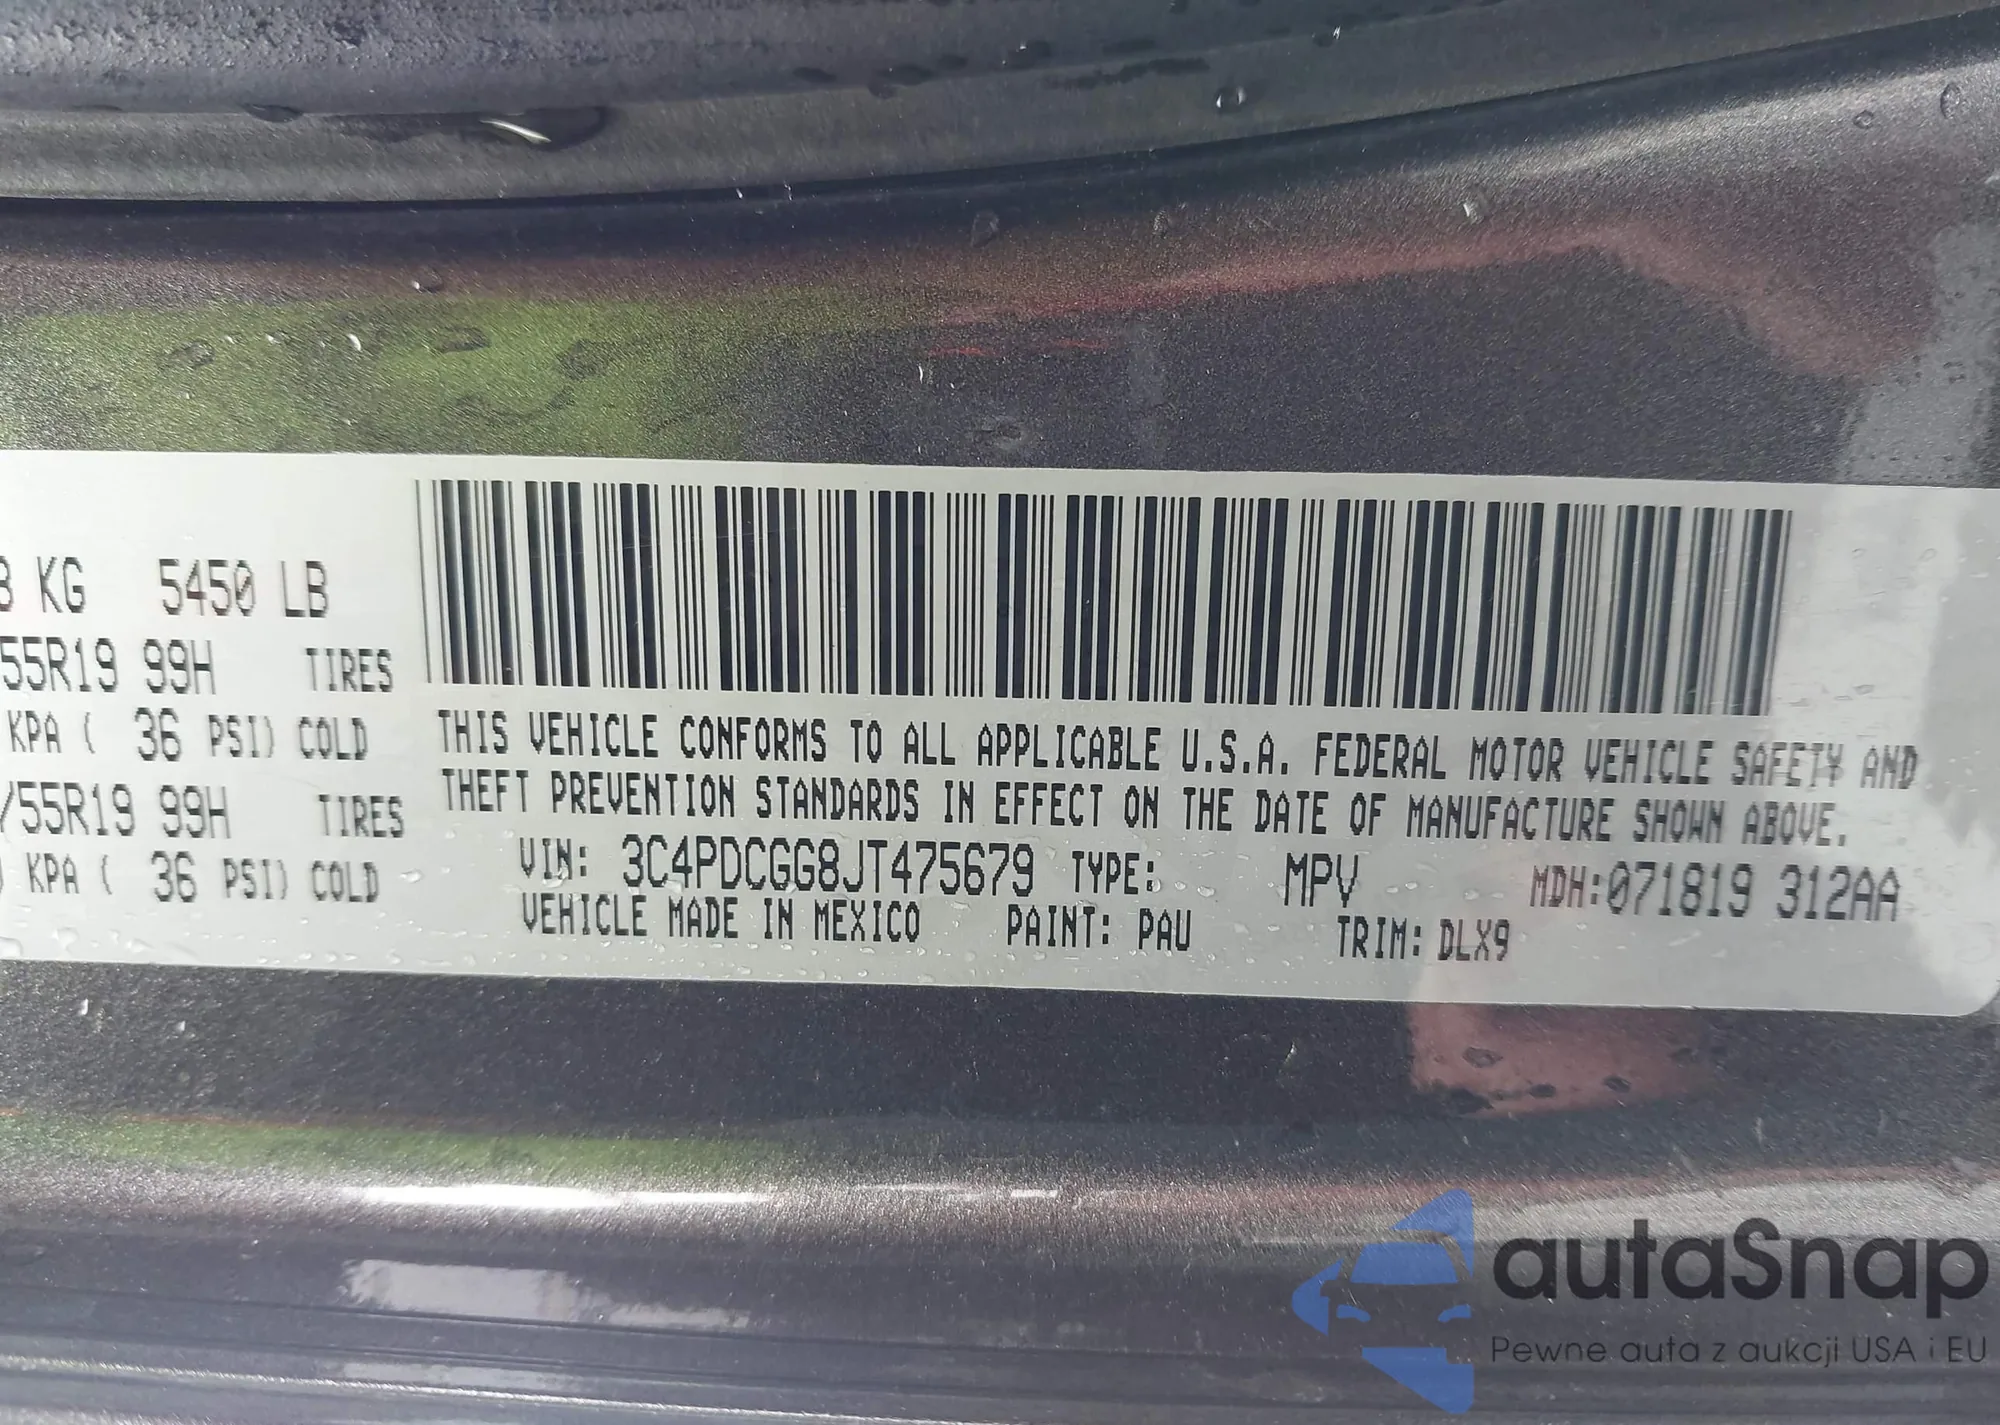 KG 5450 LB
55R19 99H TIRES
KPA ( 36 PSI) COLD
/55R19 99H TIRES
KPA ( 36 PSI) COLD
THIS VEHICLE CONFORMS TO ALL APPLICABLE U.S.A. FEDERAL MOTOR VEHICLE SAFETY AND
THEFT PREVENTION STANDARDS IN EFFECT ON THE DATE OF MANUFACTURE SHOWN ABOVE.
VIN: 3C4PDCGG8JT475679 TYPE: MPV MDH:071819 312AA
VEHICLE MADE IN MEXICO PAINT: PAU TRIM: DLX9
autaSnap
Pewne auta z aukcji USA i EU